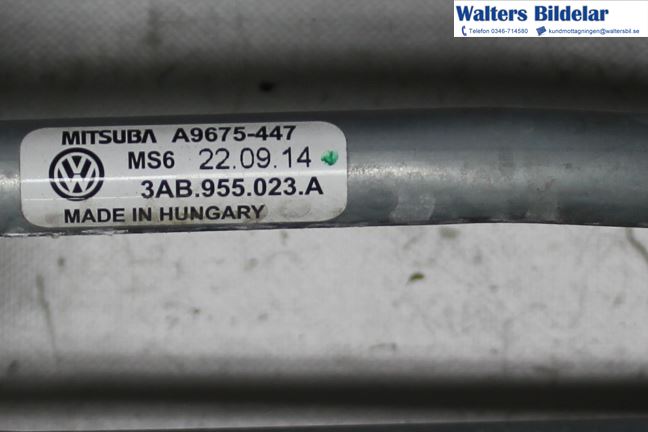 Walters Bildelar
Telefon 0346-714580 kundmottagningen@waltersbil.se
MITSUBA A9675-447
MS6 22.09.14
3AB.955.023.A
MADE IN HUNGARY